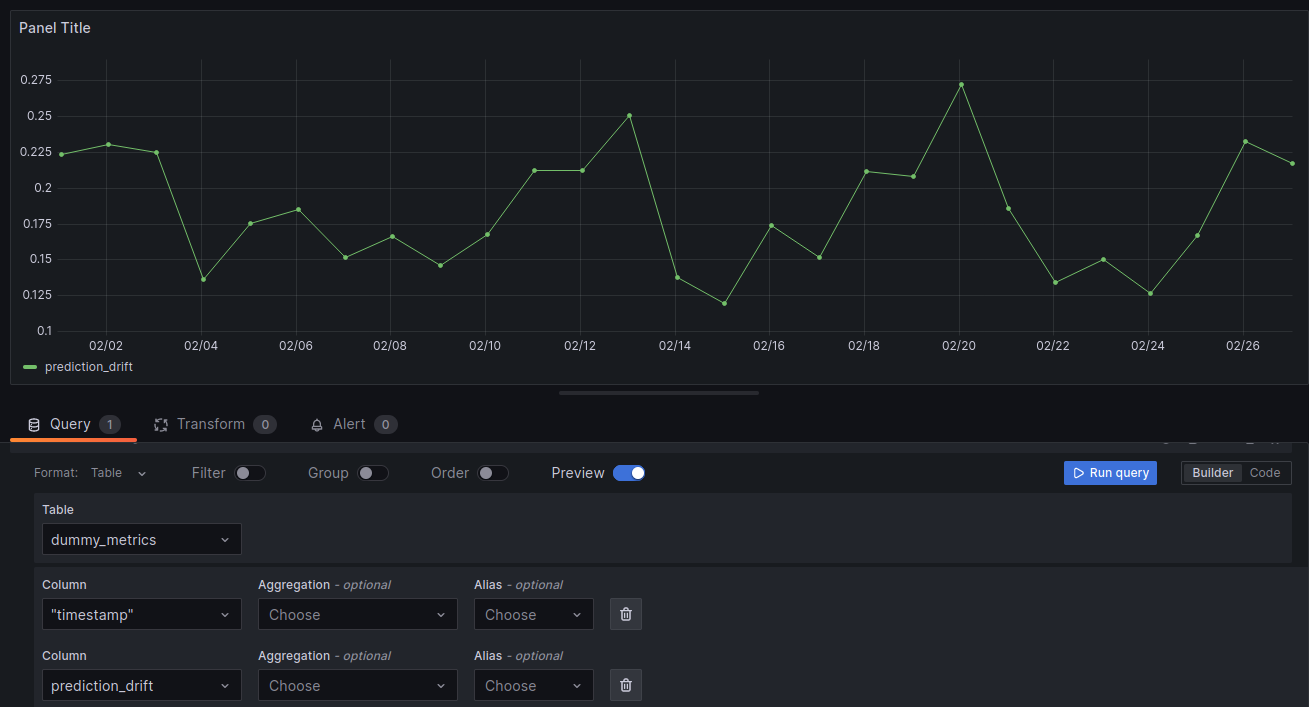 Panel Title
0.275
0.25
0.225
0.2
0.175
0.15
0.125
0.1
02/02 02/04 02/06 02/08 02/10 02/12 02/14 02/16 02/18 02/20 02/22 02/24 02/26
prediction_drift
Query 1 Transform 0 Alert 0
Format: Table Filter Group Order Preview Run query Builder Code
Table
dummy_metrics
Column Aggregation - optional Alias - optional
"timestamp" Choose Choose
Column Aggregation - optional Alias - optional
prediction_drift Choose Choose